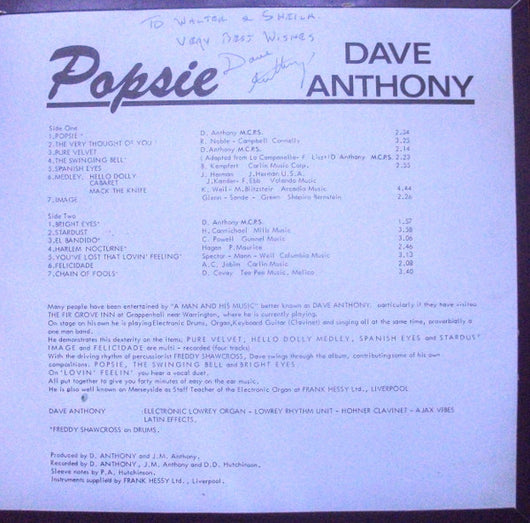 TO WALTER & SHEILA
VERY BEST WISHES
Dave Anthony
Popsie
DAVE
ANTHONY
Side One
1.POPSIE* D. Anthony M.C.P.S. 2.34
2.THE VERY THOUGHT OF YOU R. Noble - Campbell Connelly 3.25
3.PURE VELVET D.Anthony M.C.P.S. 2.14
4.THE SWINGING BELL* (Adapted from La Campanella- F. Liszt/D Anthony M.C.P.S. 2.23
5.SPANISH EYES B. Kempfert Carlin Music Corp. 2.55
6.MEDLEY, HELLO DOLLY J. Herman J.Herman U.S.A.
CABARET J.Kander- F. Ebb Valando Music
MACK THE KNIFE K. Weil - M.Blitzstein Arcadia Music 4.44
7.IMAGE Glenn - Sande - Green Shapiro Bernstein 2.26
Side Two
1.BRIGHT EYES* D. Anthony M.C.P.S. 1.57
2.STARDUST H. Carmichael Mills Music 3.58
3.EL BANDIDO* C. Powell Gunnel Music 3.06
4.HARLEM NOCTURNE* Hagen P. Maurice 2.46
5.YOU'VE LOST THAT LOVIN' FEELING* Spector - Mann - Weil Columbia Music 3.13
6.FELICIDADE A.C. Jobim Carlin Music 2.08
7.CHAIN OF FOOLS* D. Covay Tee Pee Music. Melico 3.40
Many people have been entertained by "A MAN AND HIS MUSIC" better known as DAVE ANTHONY. particularly if they have visited
THE FIR GROVE INN at Grappenhall near Warrington, where he is currently playing.
On stage on his own he is playing Electronic Drums, Organ,Keyboard Guitar (Clavinet) and singing all at the same time, proverbially a
one man band.
He demonstrates this dexterity on the items, PURE VELVET, HELLO DOLLY MEDLEY, SPANISH EYES and STARDUST
IMAGE and FELICIDADE are multi - recorded (four tracks)
With the driving rhythm of percussionist FREDDY SHAWCROSS, Dave swings through the album, contributing some of his own
compositions. POPSIE, THE SWINGING BELL and BRIGHT EYES
On 'LOVIN' FEELIN' you hear a vocal duet.
All put together to give you forty minutes of easy on the ear music.
He is also well known on Merseyside as Staff Teacher of the Electronic Organ at FRANK HESSY Ltd., LIVERPOOL
DAVE ANTHONY :ELECTRONIC LOWREY ORGAN - LOWREY RHYTHM UNIT - HOHNER CLAVINET - AJAX VIBES
LATIN EFFECTS.
*FREDDY SHAWCROSS on DRUMS.
Produced by D. ANTHONY and J.M. Anthony.
Recorded by D. ANTHONY, J.M. Anthony and D.D. Hutchinson.
Sleeve notes by P.A. Hutchinson.
Instruments supplied by FRANK HESSY Ltd., Liverpool.